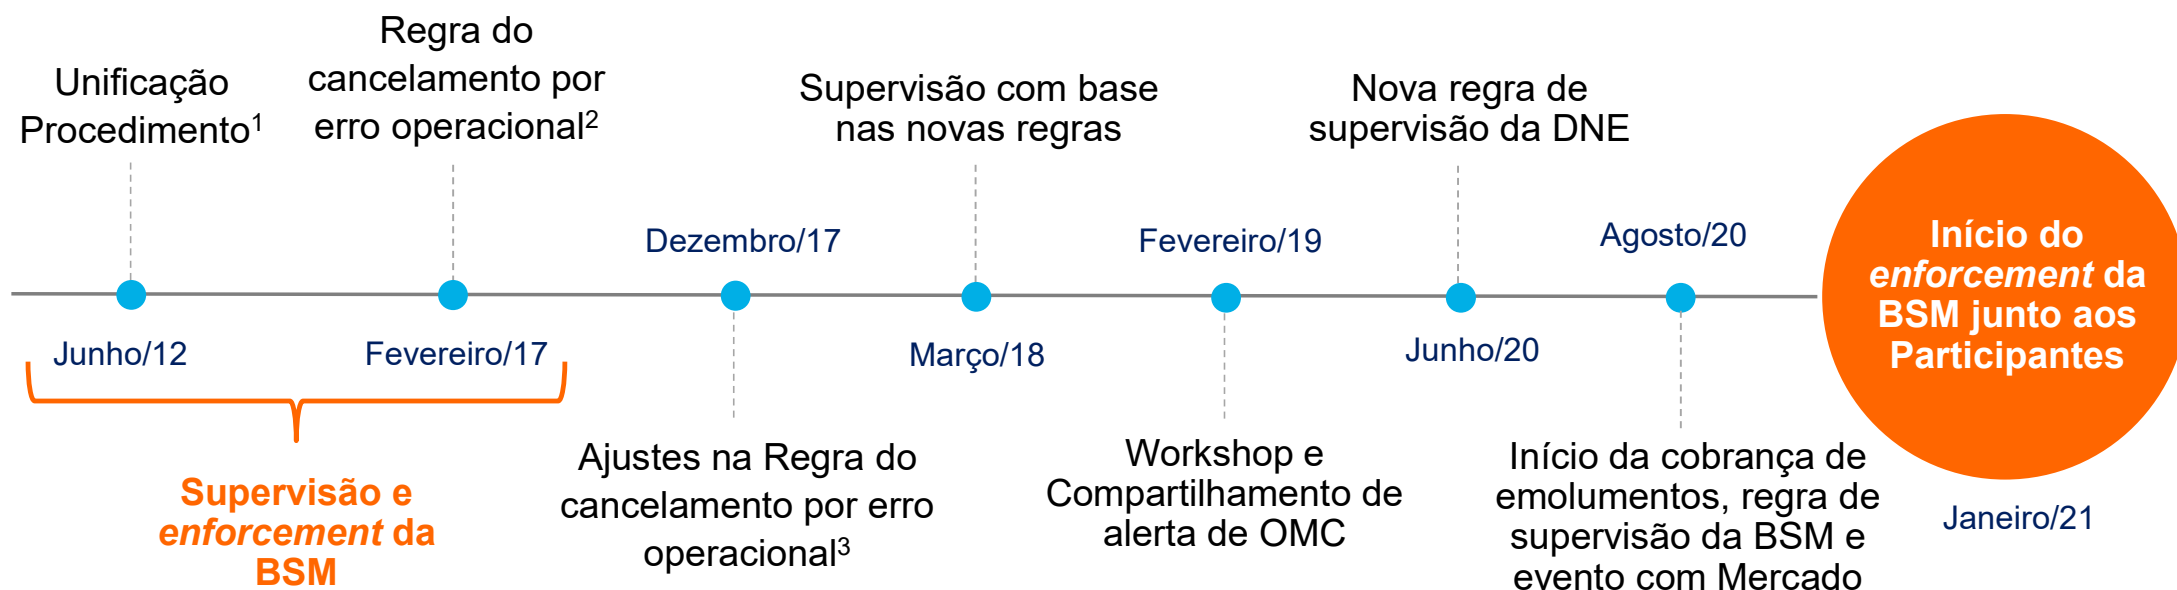 Unificação
Procedimento¹
Junho/12
Regra do
cancelamento por
erro operacional²
Fevereiro/17
Supervisão e
enforcement da
BSM
Dezembro/17
Ajustes na Regra do
cancelamento por erro
operacional³
Supervisão com base
nas novas regras
Março/18
Fevereiro/19
Workshop e
Compartilhamento de
alerta de OMC
Nova regra de
supervisão da DNE
Junho/20
Agosto/20
Início da cobrança de
emolumentos, regra de
supervisão da BSM e
evento com Mercado
Início do
enforcement da
BSM junto aos
Participantes
Janeiro/21